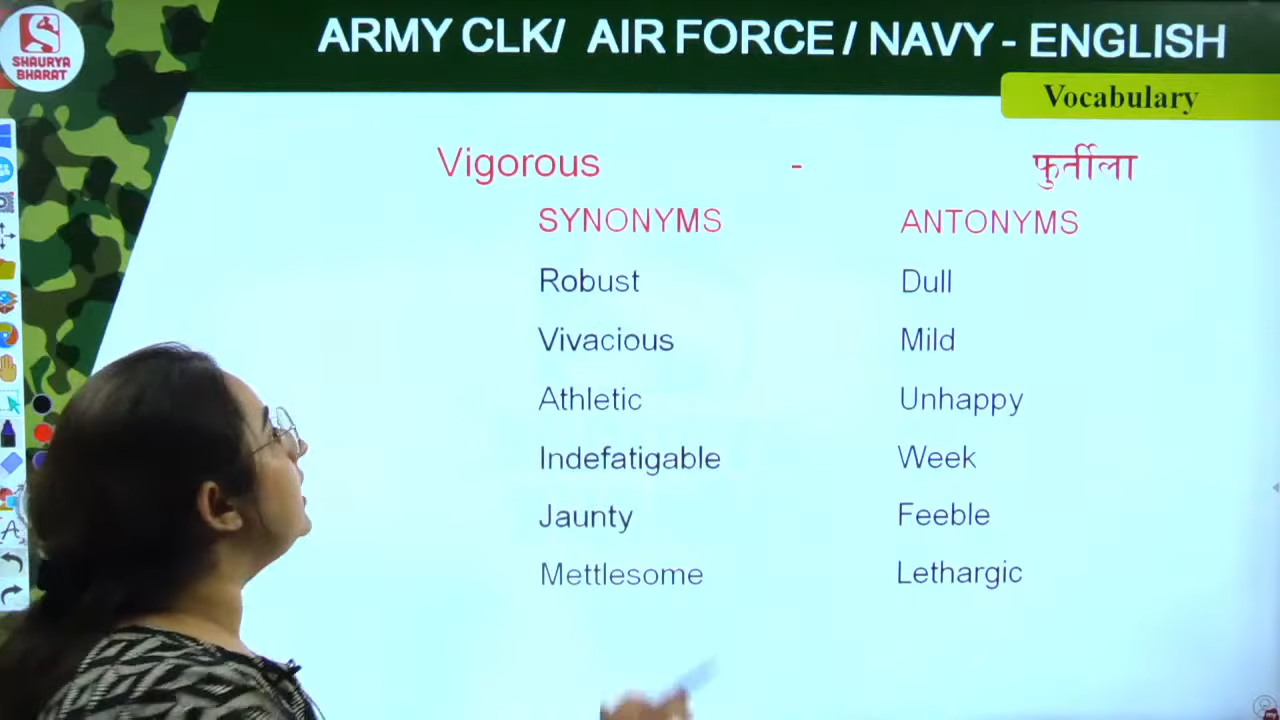 SHAURYA
BHARAT
ARMY CLK/ AIR FORCE / NAVY - ENGLISH
Vocabulary
Vigorous - फुर्तीला
SYNONYMS ANTONYMS
Robust Dull
Vivacious Mild
Athletic Unhappy
Indefatigable Week
Jaunty Feeble
Mettlesome Lethargic